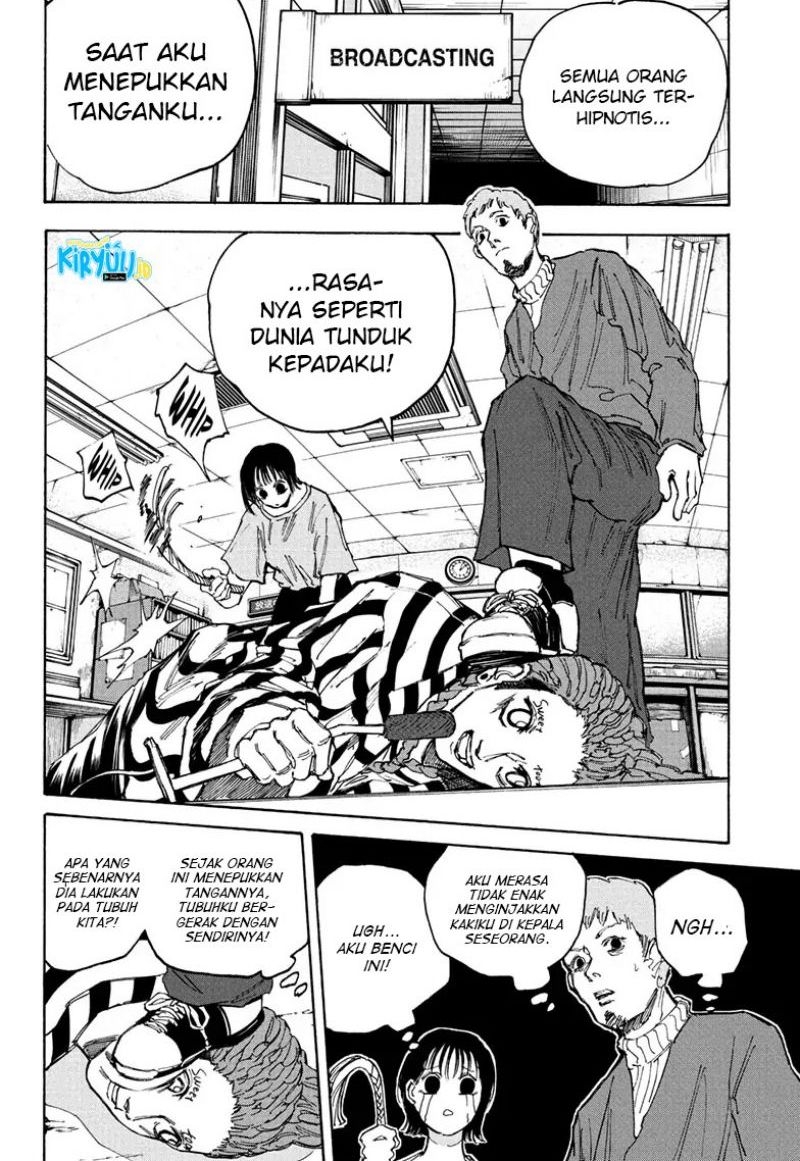 BROADCASTING
SEMUA ORANG
LANGSUNG TER-
HIPNOTIS...
SAAT AKU
MENEPUKKAN
TANGANKU...
KIRYUU.ID
...RASA-
NYA SEPERTI
DUNIA TUNDUK
KEPADAKU!
WHIP
WHIP
Sweet
NGH...
AKU MERASA
TIDAK ENAK
MENGINJAKKAN
KAKIKU DI KEPALA
SESEORANG.
UGH...
AKU BENCI
INI!
SEJAK ORANG
INI MENEPUKKAN
TANGANNYA,
TUBUHKU BER-
GERAK DENGAN
SENDIRINYA!
APA YANG
SEBENARNYA
DIA LAKUKAN
PADA TUBUH
KITA?!
Sweet